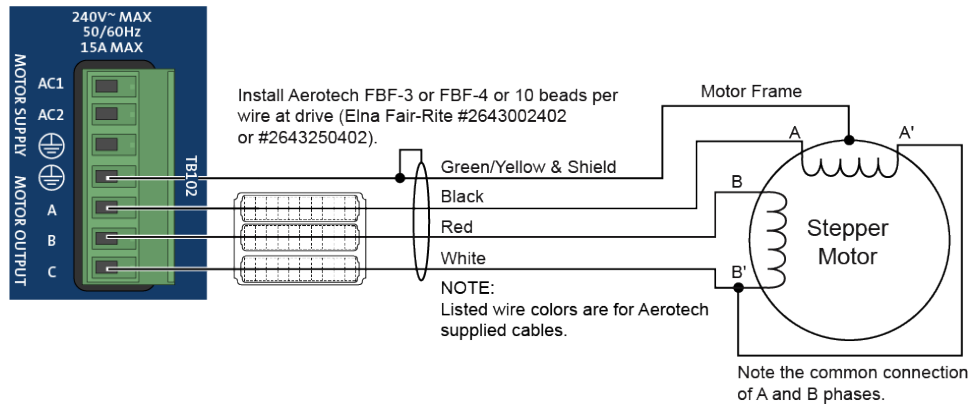 240V~ MAX
50/60Hz
15A MAX
MOTOR SUPPLY
MOTOR OUTPUT
AC1
AC2
A
B
C
TB102
Install Aerotech FBF-3 or FBF-4 or 10 beads per
wire at drive (Elna Fair-Rite #2643002402
or #2643250402).
Green/Yellow & Shield
Black
Red
White
NOTE:
Listed wire colors are for Aerotech
supplied cables.
Motor Frame
A
A'
B
B'
Stepper
Motor
Note the common connection
of A and B phases.